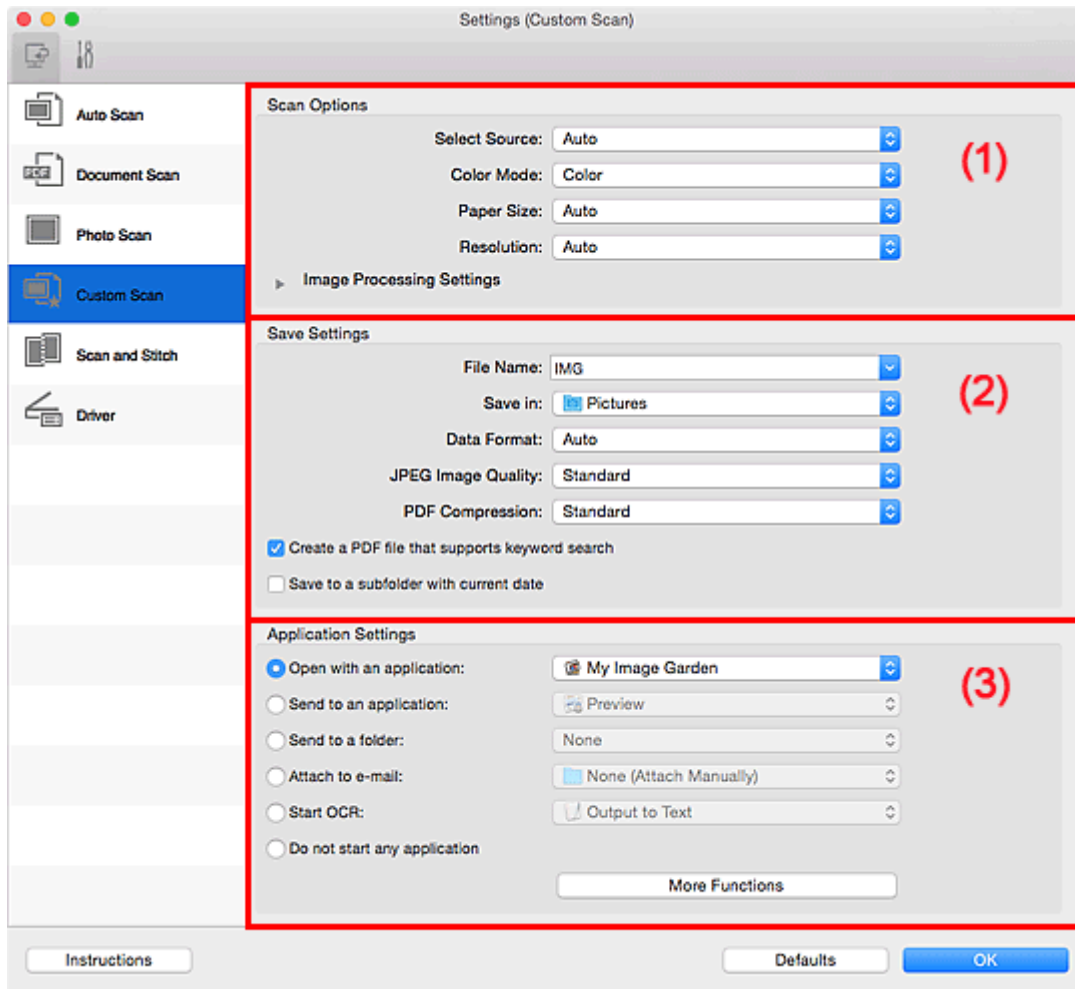 Settings (Custom Scan)
Auto Scan
Document Scan
Photo Scan
Custom Scan
Scan and Stitch
Driver
Scan Options
(1)
Select Source: Auto
Color Mode: Color
Paper Size: Auto
Resolution: Auto
Image Processing Settings
Save Settings
(2)
File Name: IMG
Save in: Pictures
Data Format: Auto
JPEG Image Quality: Standard
PDF Compression: Standard
Create a PDF file that supports keyword search
Save to a subfolder with current date
Application Settings
(3)
Open with an application: My Image Garden
Send to an application: Preview
Send to a folder: None
Attach to e-mail: None (Attach Manually)
Start OCR: Output to Text
Do not start any application
More Functions
Instructions
Defaults
OK